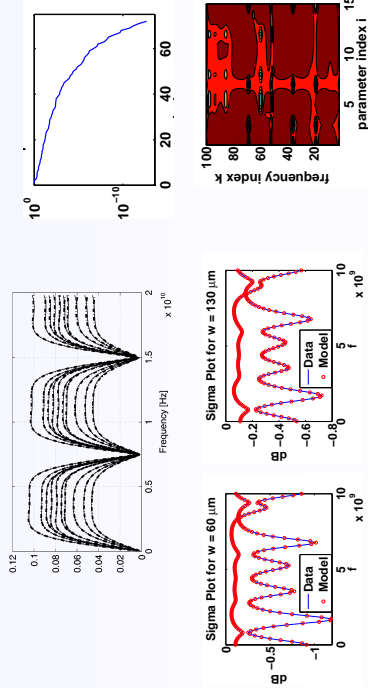 0.12
0.1
0.08
0.06
0.04
0.02
0
0 0.5 1 1.5 2
x 10^10
Frequency [Hz]
10^0
10^−10
0 20 40 60
Sigma Plot for w = 60 μm
0
−0.5
−1
dB
Data
Model
0 5 10
f
x 10^9
Sigma Plot for w = 130 μm
0
−0.2
−0.4
−0.6
−0.8
dB
Data
Model
0 5 10
f
x 10^9
100
80
60
40
20
frequency index k
5 10 15
parameter index i